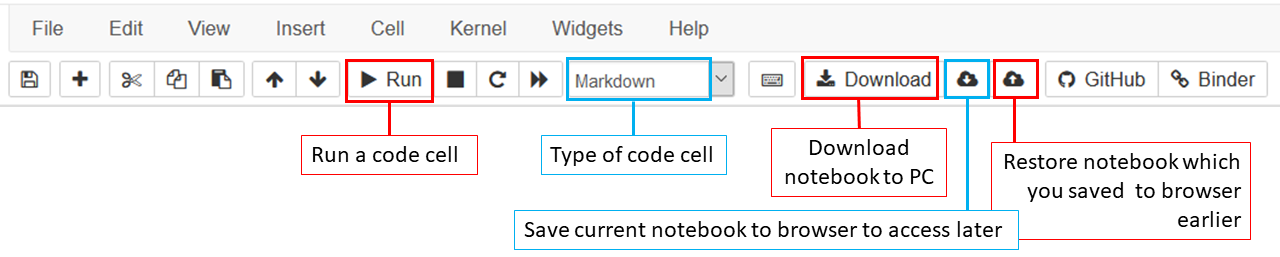 File Edit View Insert Cell Kernel Widgets Help
Run Markdown Download GitHub Binder
Run a code cell
Type of code cell
Download
notebook to PC
Restore notebook which
you saved to browser
earlier
Save current notebook to browser to access later